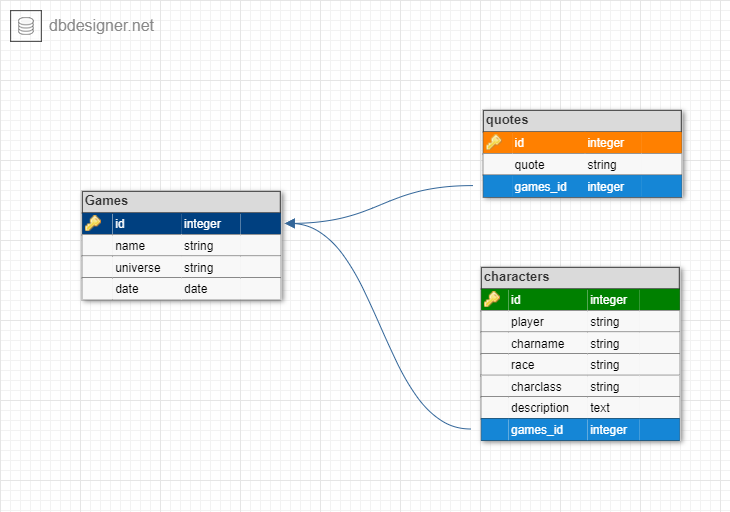 dbdesigner.net
quotes
id integer
quote string
games_id integer
Games
id integer
name string
universe string
date date
characters
id integer
player string
charname string
race string
charclass string
description text
games_id integer